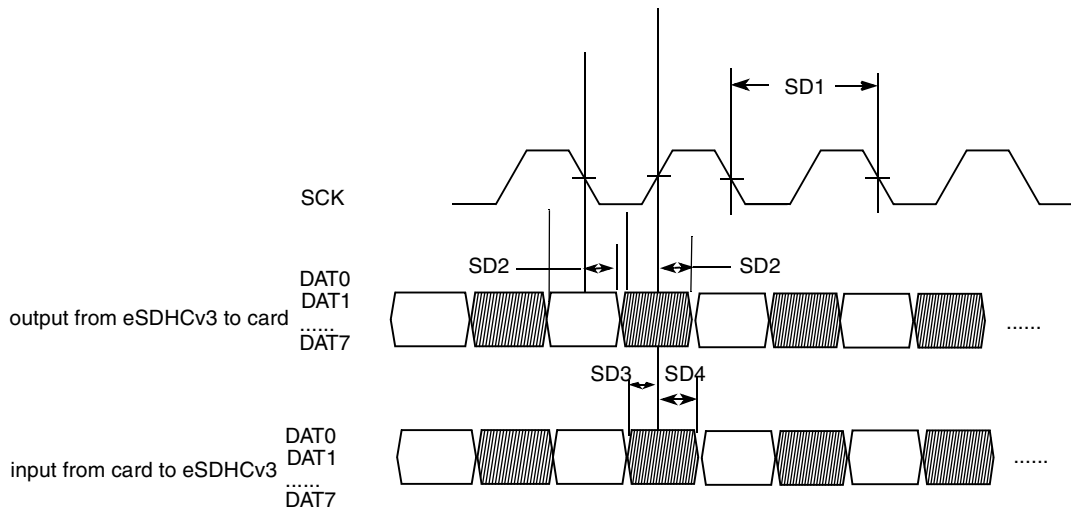 SD1
SCK
SD2
SD2
DAT0
DAT1
output from eSDHCv3 to card
......
......
DAT7
SD3
SD4
DAT0
DAT1
input from card to eSDHCv3
......
......
DAT7